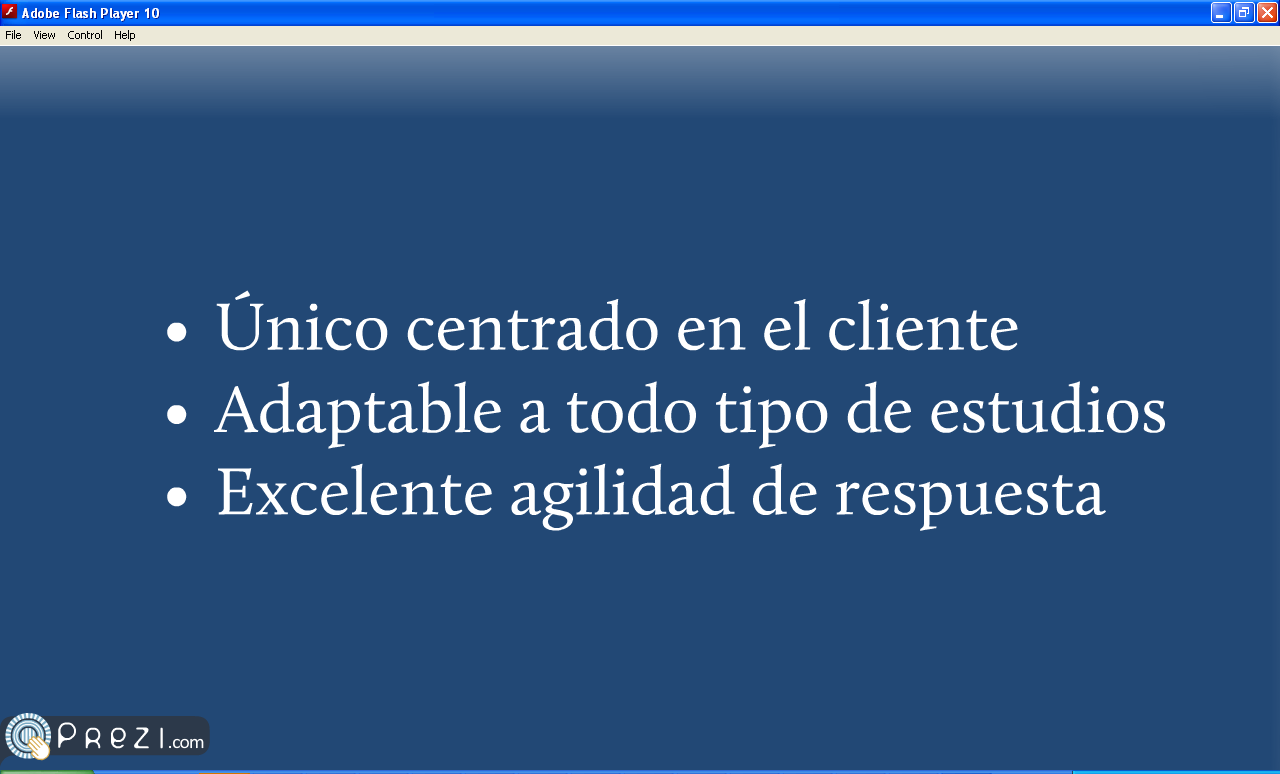 Adobe Flash Player 10
File View Control Help
• Único centrado en el cliente
• Adaptable a todo tipo de estudios
• Excelente agilidad de respuesta
PREZI.com